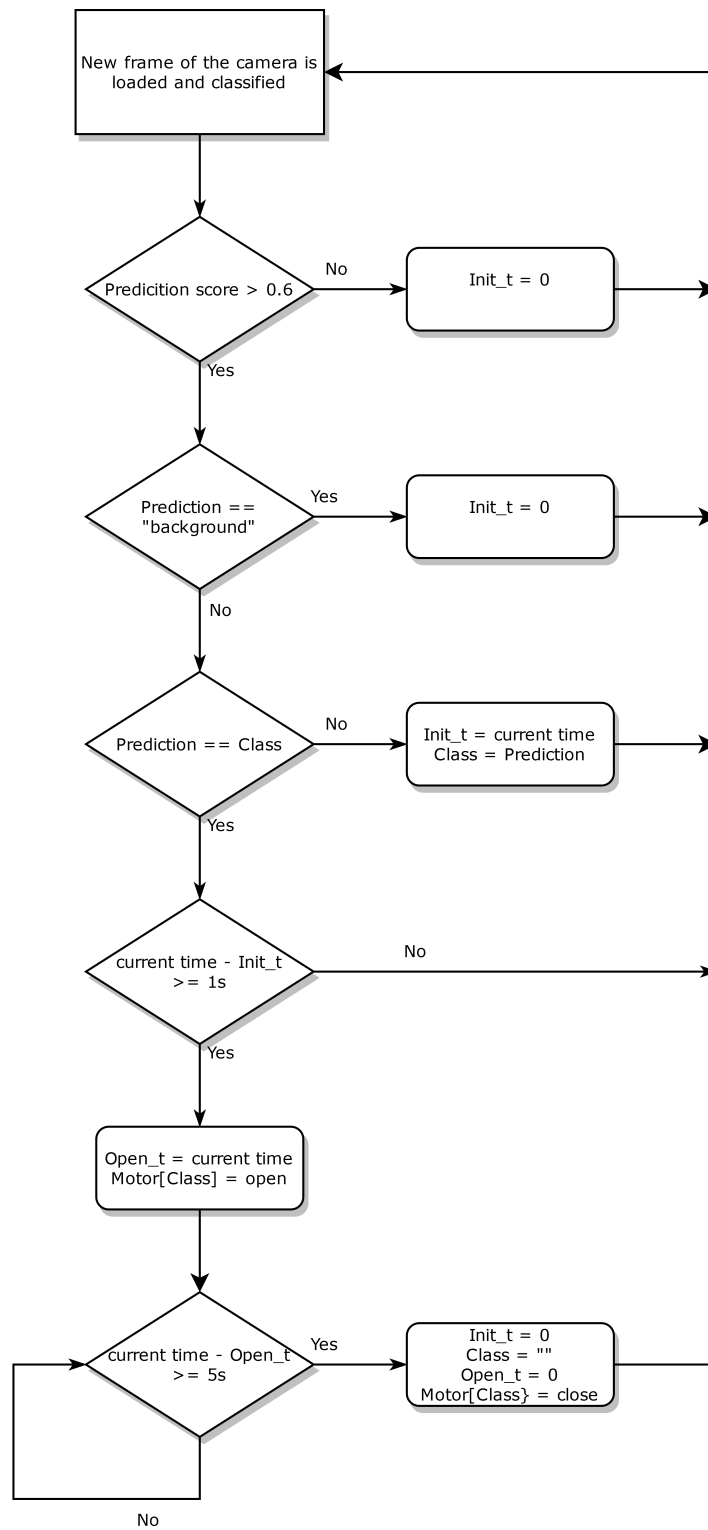 New frame of the camera is
loaded and classified
Predicition score > 0.6
No
Init_t = 0
Yes
Prediction ==
"background"
Yes
Init_t = 0
No
Prediction == Class
No
Init_t = current time
Class = Prediction
Yes
current time - Init_t
>= 1s
No
Yes
Open_t = current time
Motor[Class] = open
current time - Open_t
>= 5s
Yes
Init_t = 0
Class = ""
Open_t = 0
Motor[Class} = close
No